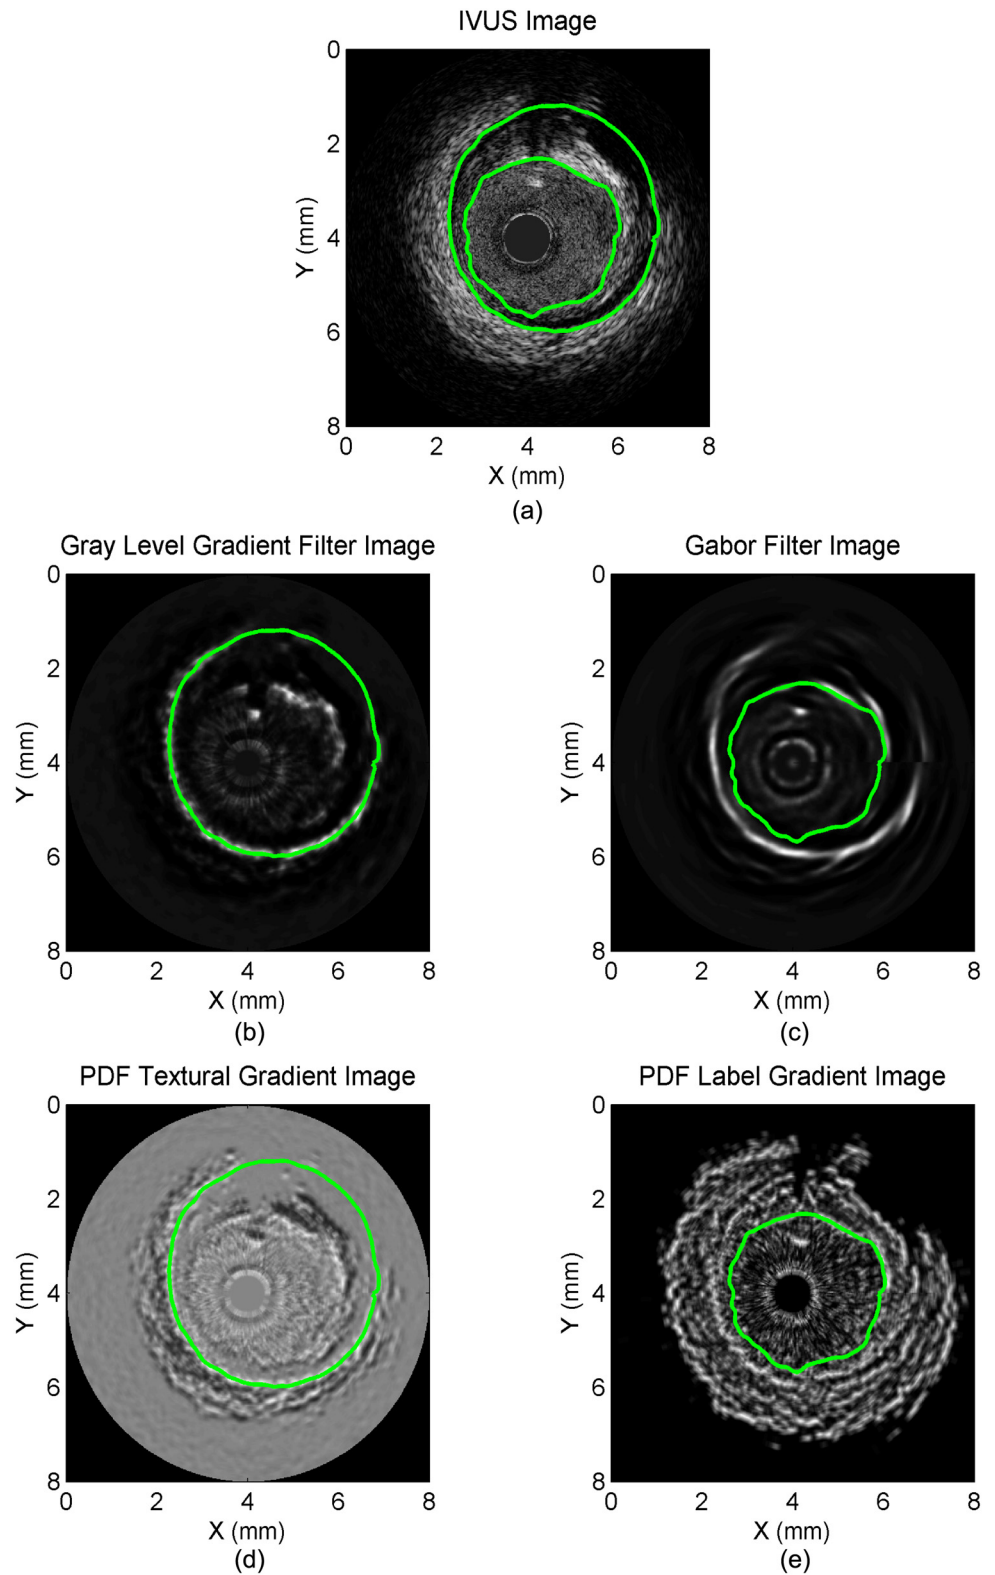 IVUS Image
0
2
4
6
8
Y (mm)
0 2 4 6 8
X (mm)
(a)
Gray Level Gradient Filter Image
0
2
4
6
8
Y (mm)
0 2 4 6 8
X (mm)
(b)
Gabor Filter Image
0
2
4
6
8
Y (mm)
0 2 4 6 8
X (mm)
(c)
PDF Textural Gradient Image
0
2
4
6
8
Y (mm)
0 2 4 6 8
X (mm)
(d)
PDF Label Gradient Image
0
2
4
6
8
Y (mm)
0 2 4 6 8
X (mm)
(e)